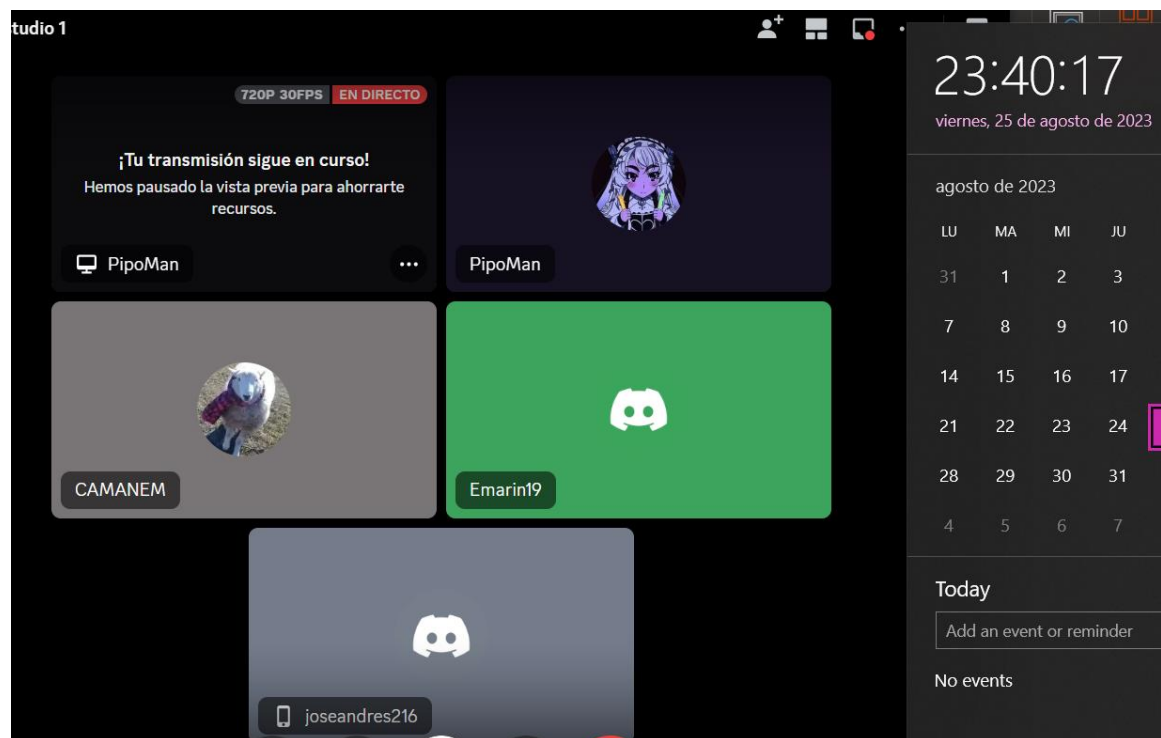 tudio 1
720P 30FPS EN DIRECTO
¡Tu transmisión sigue en curso!
Hemos pausado la vista previa para ahorrarte
recursos.
PipoMan
PipoMan
CAMANEM
Emarin19
joseandres216
23:40:17
viernes, 25 de agosto de 2023
agosto de 2023
LU MA MI JU
31 1 2 3
7 8 9 10
14 15 16 17
21 22 23 24
28 29 30 31
4 5 6 7
Today
Add an event or reminder
No events